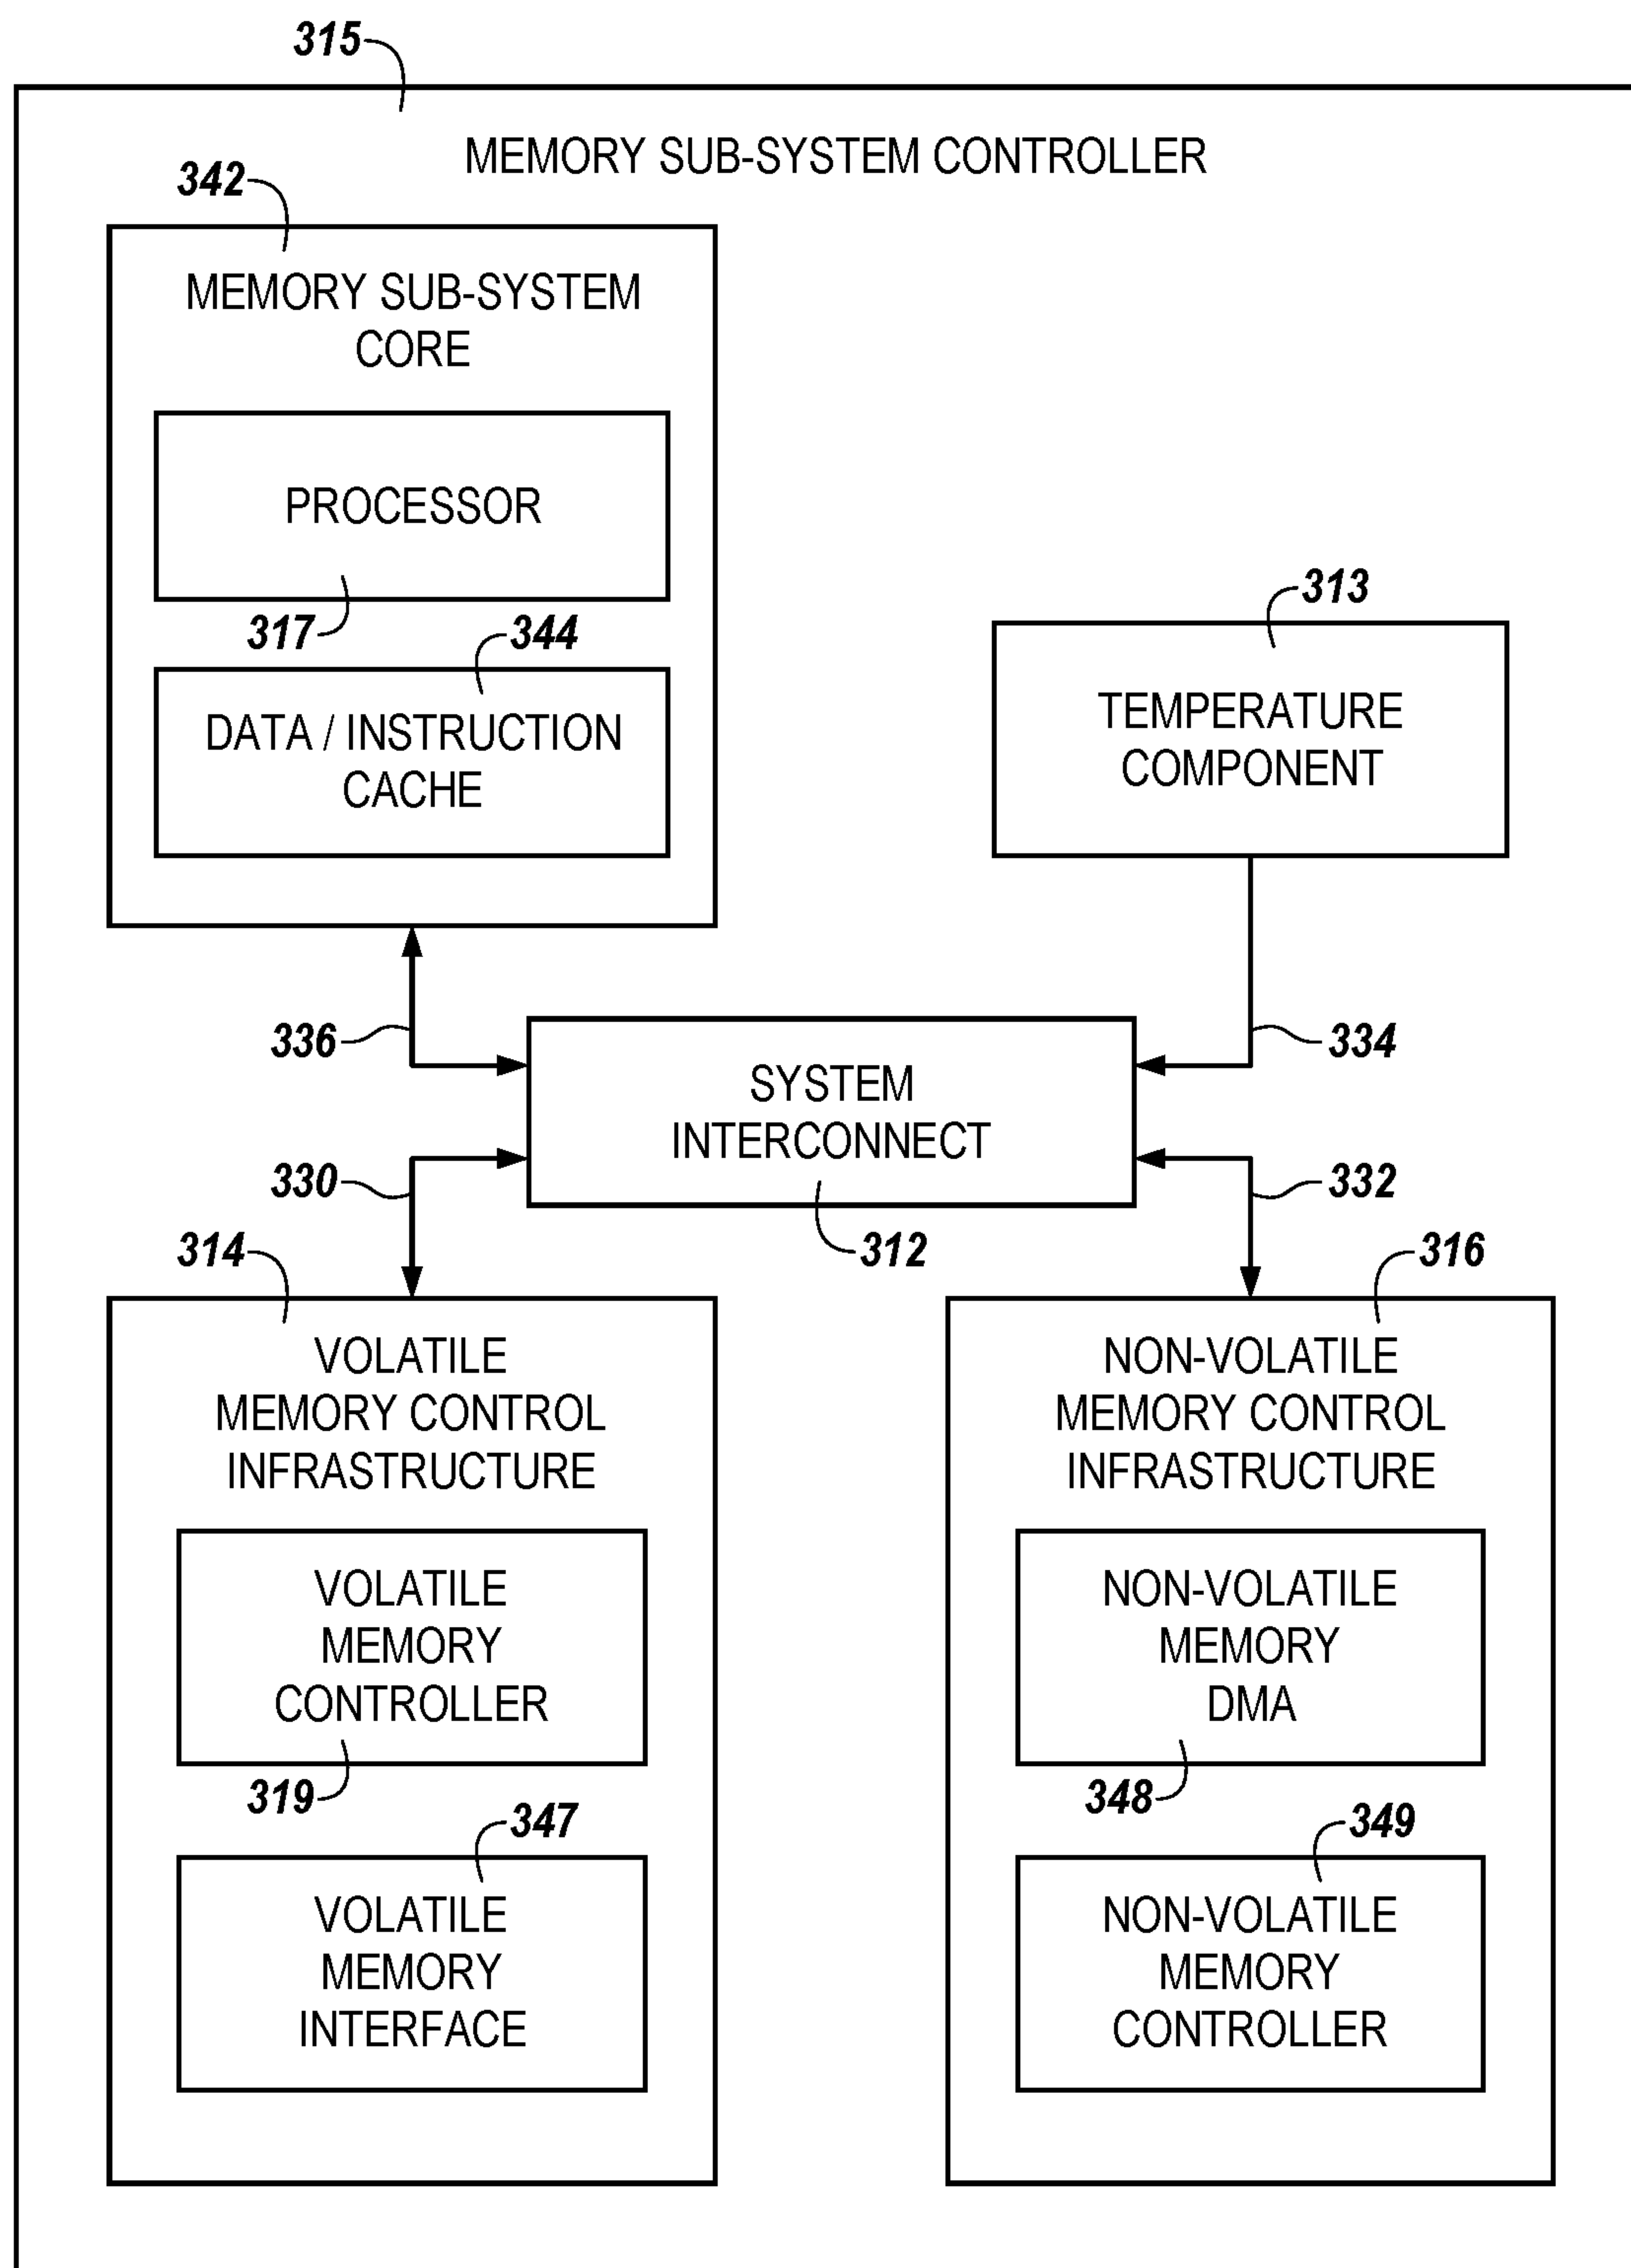 315
MEMORY SUB-SYSTEM CONTROLLER
342
MEMORY SUB-SYSTEM
CORE
PROCESSOR
317
344
DATA / INSTRUCTION
CACHE
313
TEMPERATURE
COMPONENT
336
334
SYSTEM
INTERCONNECT
330
332
312
314
316
VOLATILE
MEMORY CONTROL
INFRASTRUCTURE
VOLATILE
MEMORY
CONTROLLER
319
347
VOLATILE
MEMORY
INTERFACE
NON-VOLATILE
MEMORY CONTROL
INFRASTRUCTURE
NON-VOLATILE
MEMORY
DMA
348
349
NON-VOLATILE
MEMORY
CONTROLLER